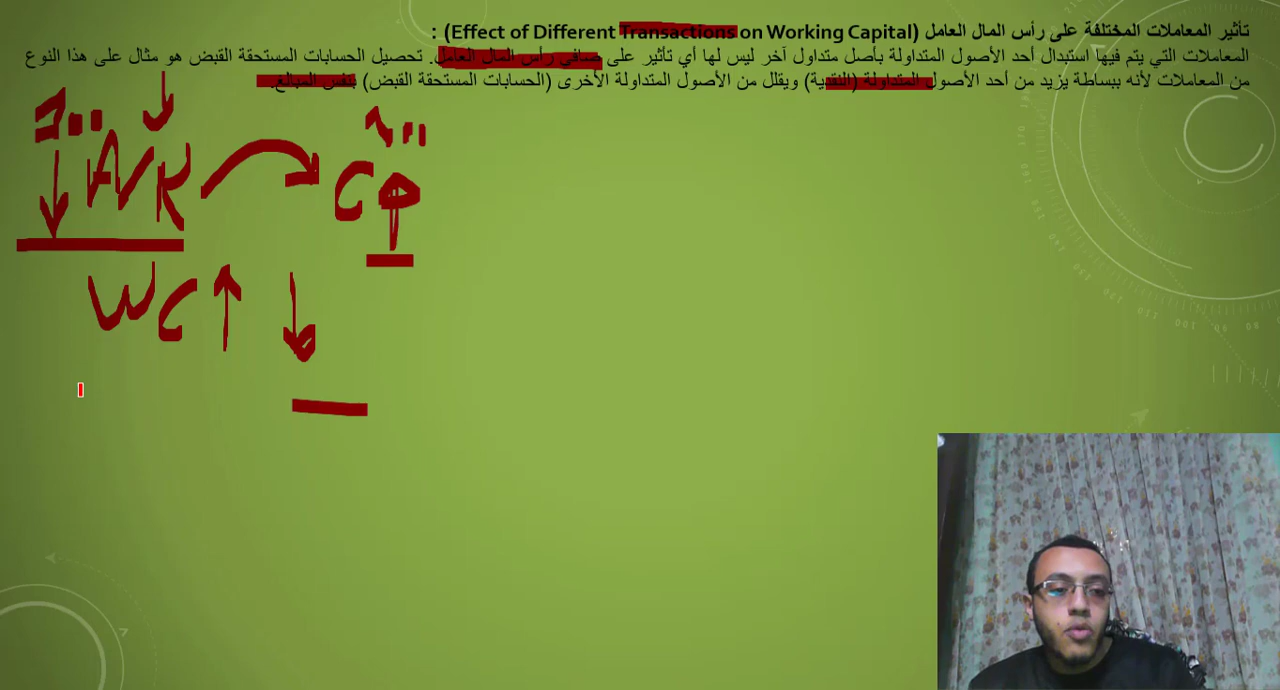 تأثير المعاملات المختلفة على رأس المال العامل (Effect of Different Transactions on Working Capital) :
المعاملات التي يتم فيها استبدال أحد الأصول المتداولة بأصل متداول آخر ليس لها أي تأثير على صافي رأس المال العامل. تحصيل الحسابات المستحقة القبض هو مثال على هذا النوع
من المعاملات لأنه ببساطة يزيد من أحد الأصول المتداولة (النقدية) ويقلل من الأصول المتداولة الأخرى (الحسابات المستحقة القبض) بنفس المبالغ.
A/R
WC